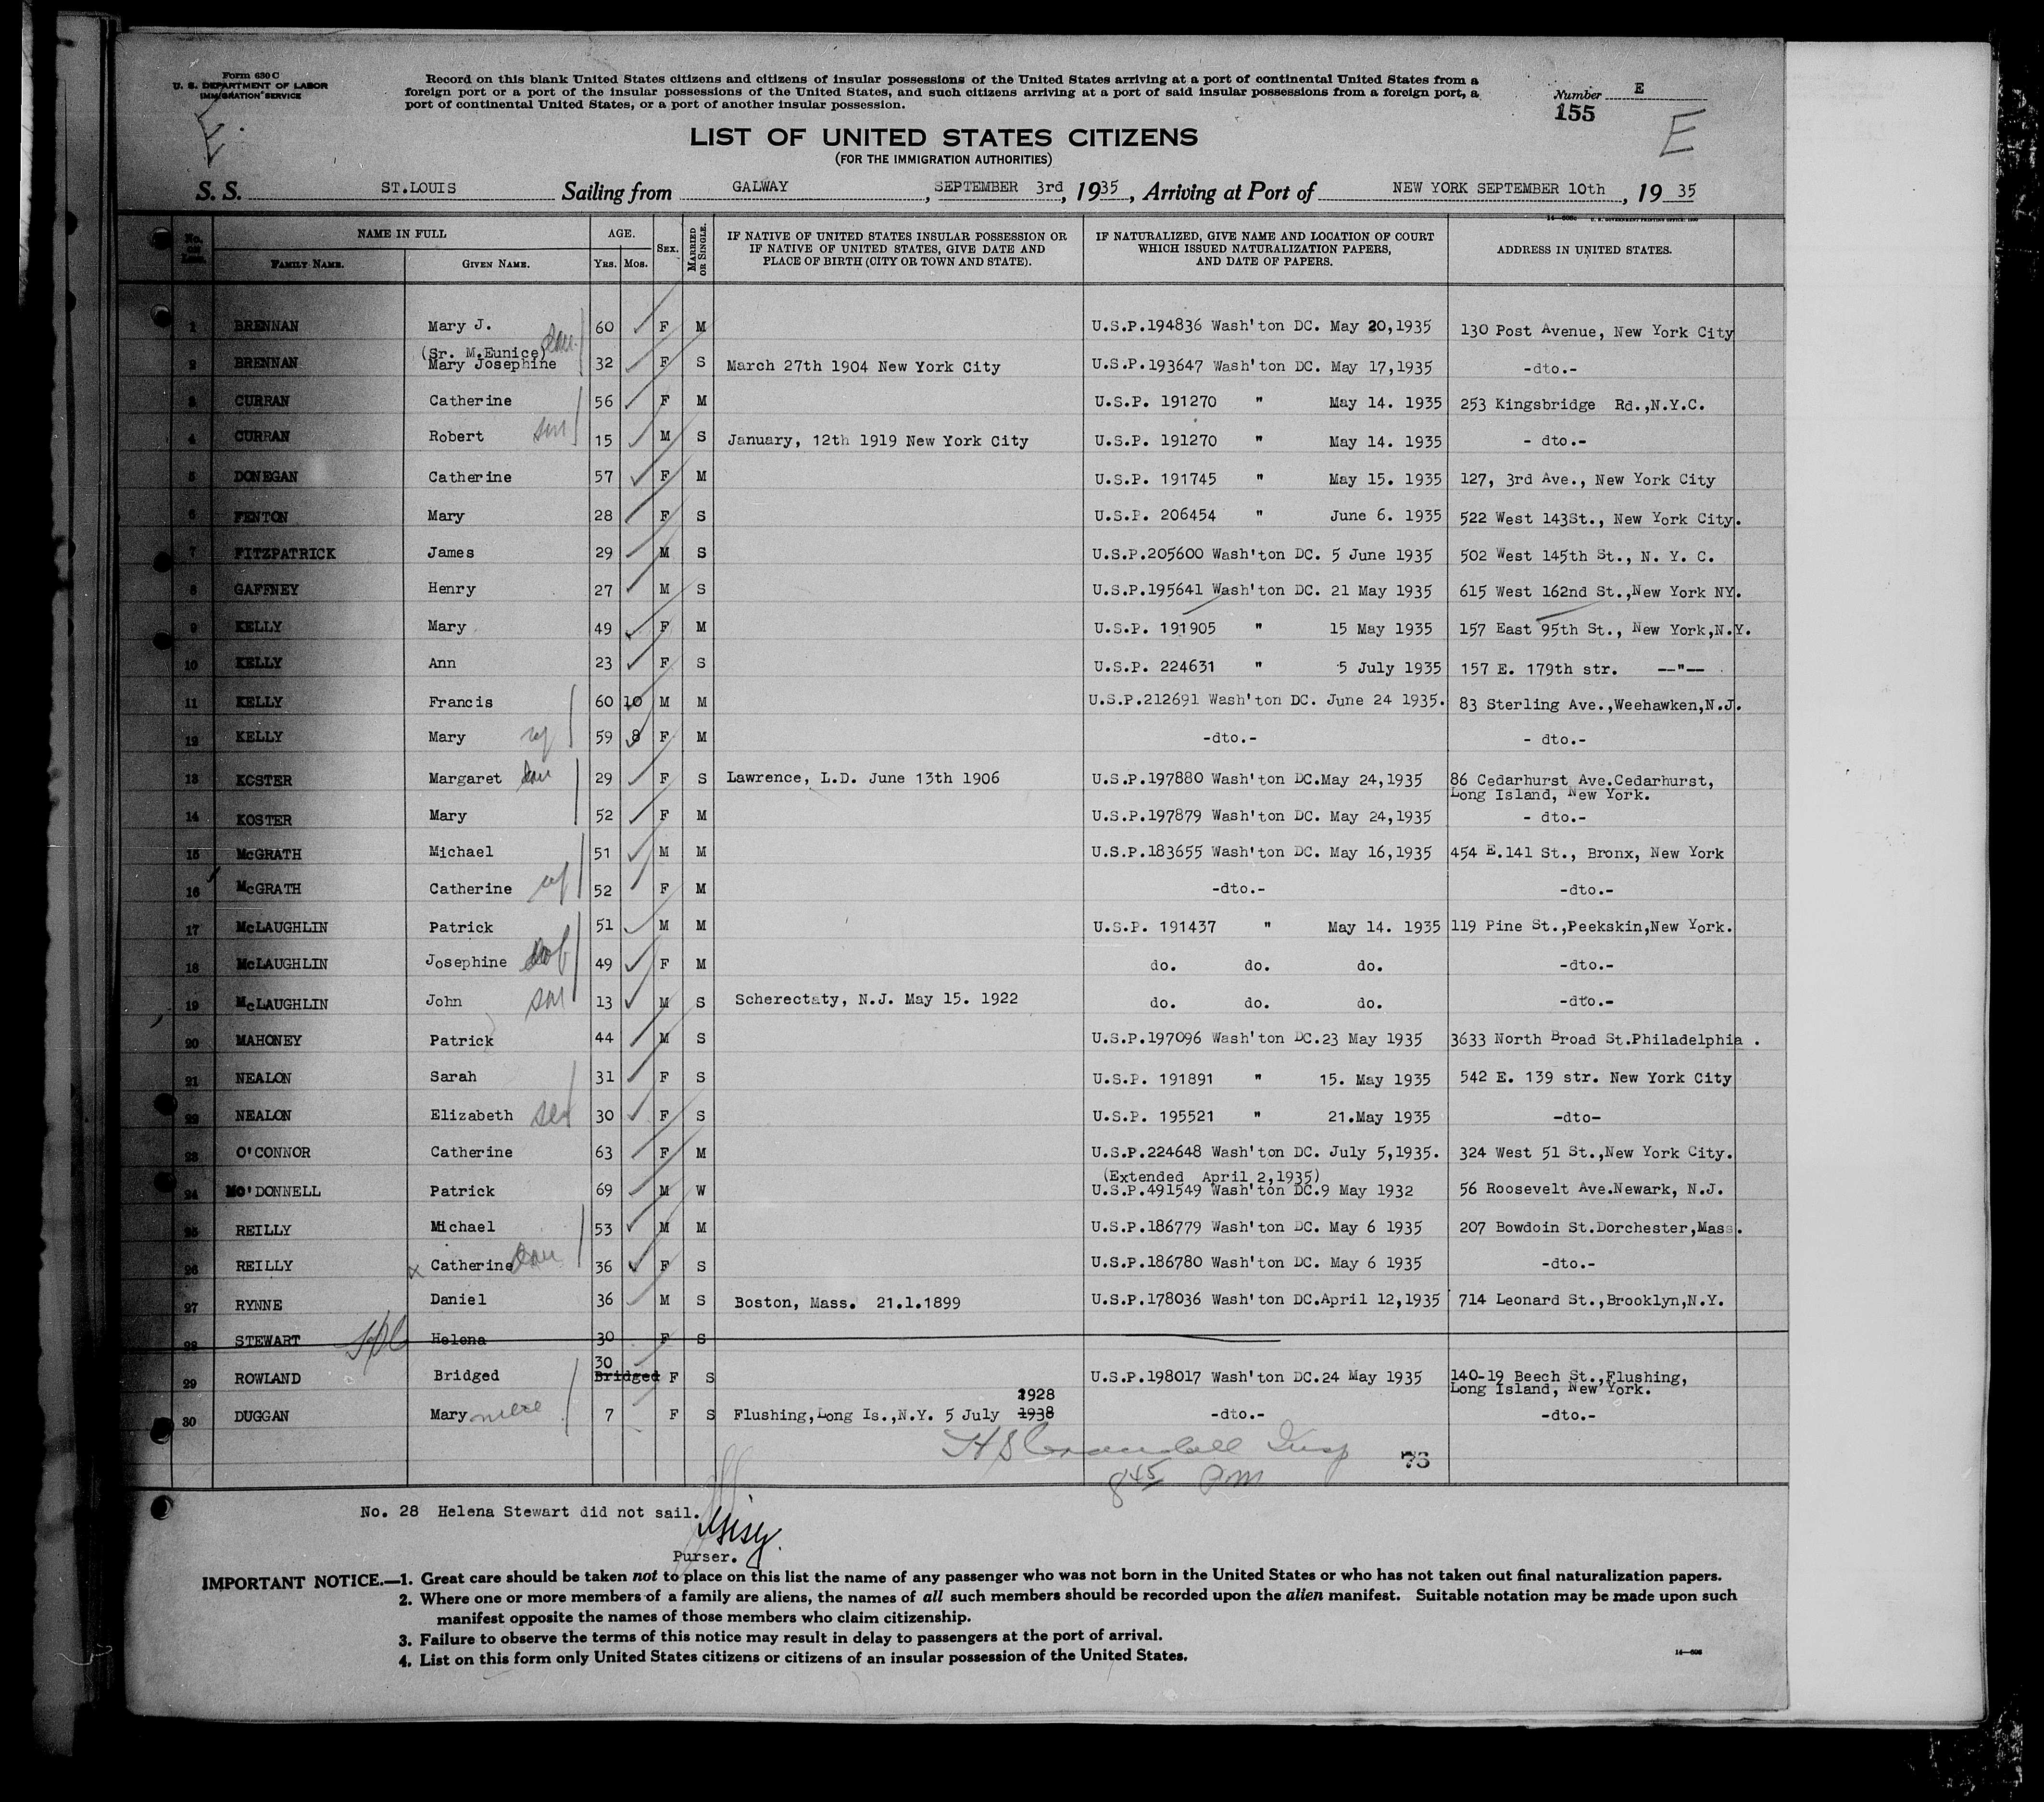 Form 630 C
U. S. DEPARTMENT OF LABOR
IMMIGRATION SERVICE
Record on this blank United States citizens and citizens of insular possessions of the United States arriving at a port of continental United States from a
foreign port or a port of the insular possessions of the United States, and such citizens arriving at a port of said insular possessions from a foreign port, a
port of continental United States, or a port of another insular possession.
Number E
155
E E
LIST OF UNITED STATES CITIZENS
(FOR THE IMMIGRATION AUTHORITIES)
S. S. ST.LOUIS Sailing from GALWAY, SEPTEMBER 3rd, 1935, Arriving at Port of NEW YORK SEPTEMBER 10th, 19 35
No. on List. NAME IN FULL AGE. SEX. MARRIED OR SINGLE. IF NATIVE OF UNITED STATES INSULAR POSSESSION OR IF NATIVE OF UNITED STATES, GIVE DATE AND PLACE OF BIRTH (CITY OR TOWN AND STATE). IF NATURALIZED, GIVE NAME AND LOCATION OF COURT WHICH ISSUED NATURALIZATION PAPERS, AND DATE OF PAPERS. ADDRESS IN UNITED STATES.
FAMILY NAME. GIVEN NAME. YRS. MOS.
1 BRENNAN Mary J. 60 F M U.S.P.194836 Wash'ton DC. May 20,1935 130 Post Avenue, New York City
(Sr. M.Eunice) dau.
2 BRENNAN Mary Josephine 32 F S March 27th 1904 New York City U.S.P.193647 Wash'ton DC. May 17,1935 -dto.-
3 CURRAN Catherine 56 F M U.S.P. 191270 " May 14. 1935 253 Kingsbridge Rd.,N.Y.C.
4 CURRAN Robert son 15 M S January, 12th 1919 New York City U.S.P. 191270 " May 14. 1935 - dto.-
5 DONEGAN Catherine 57 F M U.S.P. 191745 " May 15. 1935 127, 3rd Ave., New York City
6 FENTON Mary 28 F S U.S.P. 206454 " June 6. 1935 522 West 143St., New York City.
7 FITZPATRICK James 29 M S U.S.P.205600 Wash'ton DC. 5 June 1935 502 West 145th St., N. Y. C.
8 GAFFNEY Henry 27 M S U.S.P.195641 Wash'ton DC. 21 May 1935 615 West 162nd St.,New York NY.
9 KELLY Mary 49 F M U.S.P. 191905 " 15 May 1935 157 East 95th St., New York,N.Y.
10 KELLY Ann 23 F S U.S.P. 224631 " 5 July 1935 157 E. 179th str. --"--
11 KELLY Francis 60 10 M M U.S.P.212691 Wash'ton DC. June 24 1935. 83 Sterling Ave.,Weehawken,N.J.
12 KELLY Mary wf 59 8 F M -dto.- - dto.-
13 KOSTER Margaret dau 29 F S Lawrence, L.D. June 13th 1906 U.S.P.197880 Wash'ton DC.May 24,1935 86 Cedarhurst Ave.Cedarhurst,
Long Island, New York.
14 KOSTER Mary 52 F M U.S.P.197879 Wash'ton DC. May 24,1935 - dto.-
15 McGRATH Michael 51 M M U.S.P.183655 Wash'ton DC. May 16,1935 454 E.141 St., Bronx, New York
16 McGRATH Catherine wf 52 F M -dto.- -dto.-
17 McLAUGHLIN Patrick 51 M M U.S.P. 191437 " May 14. 1935 119 Pine St.,Peekskin,New York.
18 McLAUGHLIN Josephine 49 F M do. do. do. -dto.-
19 McLAUGHLIN John son 13 M S Scherectaty, N.J. May 15. 1922 do. do. do. -dto.-
20 MAHONEY Patrick 44 M S U.S.P.197096 Wash'ton DC.23 May 1935 3633 North Broad St.Philadelphia .
21 NEALON Sarah 31 F S U.S.P. 191891 " 15. May 1935 542 E. 139 str. New York City
22 NEALON Elizabeth 30 F S U.S.P. 195521 " 21.May 1935 -dto-
23 O'CONNOR Catherine 63 F M U.S.P.224648 Wash'ton DC. July 5,1935. 324 West 51 St.,New York City.
(Extended April 2,1935)
24 O'DONNELL Patrick 69 M W U.S.P.491549 Wash'ton DC.9 May 1932 56 Roosevelt Ave.Newark, N.J.
25 REILLY Michael 53 M M U.S.P.186779 Wash'ton DC. May 6 1935 207 Bowdoin St.Dorchester,Mass.
26 REILLY x Catherine dau 36 F S U.S.P.186780 Wash'ton DC. May 6 1935 -dto.-
27 RYNNE Daniel 36 M S Boston, Mass. 21.1.1899 U.S.P.178036 Wash'ton DC.April 12,1935 714 Leonard St.,Brooklyn,N.Y.
28 STEWART Helena 30 F S
30
29 ROWLAND Bridged Bridged F S U.S.P.198017 Wash'ton DC.24 May 1935 140-19 Beech St.,Flushing,
Long Island, New York.
1928
30 DUGGAN Mary niece 7 F S Flushing,Long Is.,N.Y. 5 July 1938 -dto.- -dto.-
Insp
73
8 45 pm
No. 28 Helena Stewart did not sail.
Purser.
IMPORTANT NOTICE.—1. Great care should be taken not to place on this list the name of any passenger who was not born in the United States or who has not taken out final naturalization papers.
2. Where one or more members of a family are aliens, the names of all such members should be recorded upon the alien manifest. Suitable notation may be made upon such
manifest opposite the names of those members who claim citizenship.
3. Failure to observe the terms of this notice may result in delay to passengers at the port of arrival.
4. List on this form only United States citizens or citizens of an insular possession of the United States.